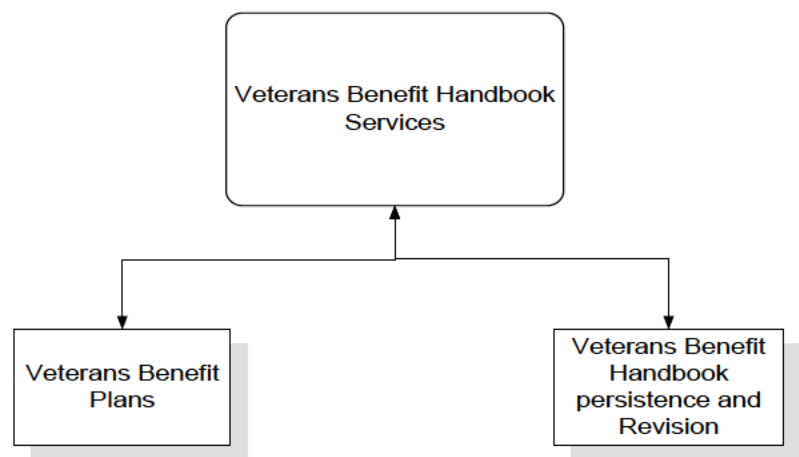 Veterans Benefit Handbook
Services
Veterans Benefit
Plans
Veterans Benefit
Handbook
persistence and
Revision